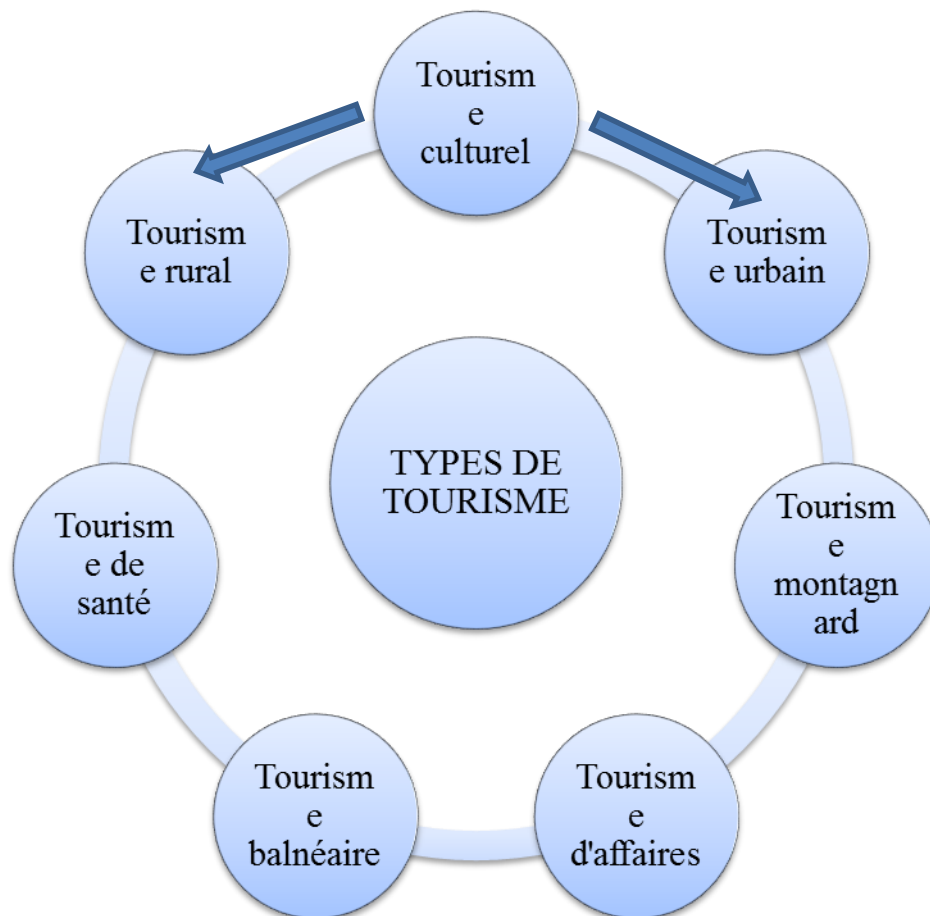 Tourism
e
culturel
Tourism
e rural
Tourism
e urbain
TYPES DE
TOURISME
Tourism
e de
santé
Tourism
e
montagn
ard
Tourism
e
balnéaire
Tourism
e
d'affaires